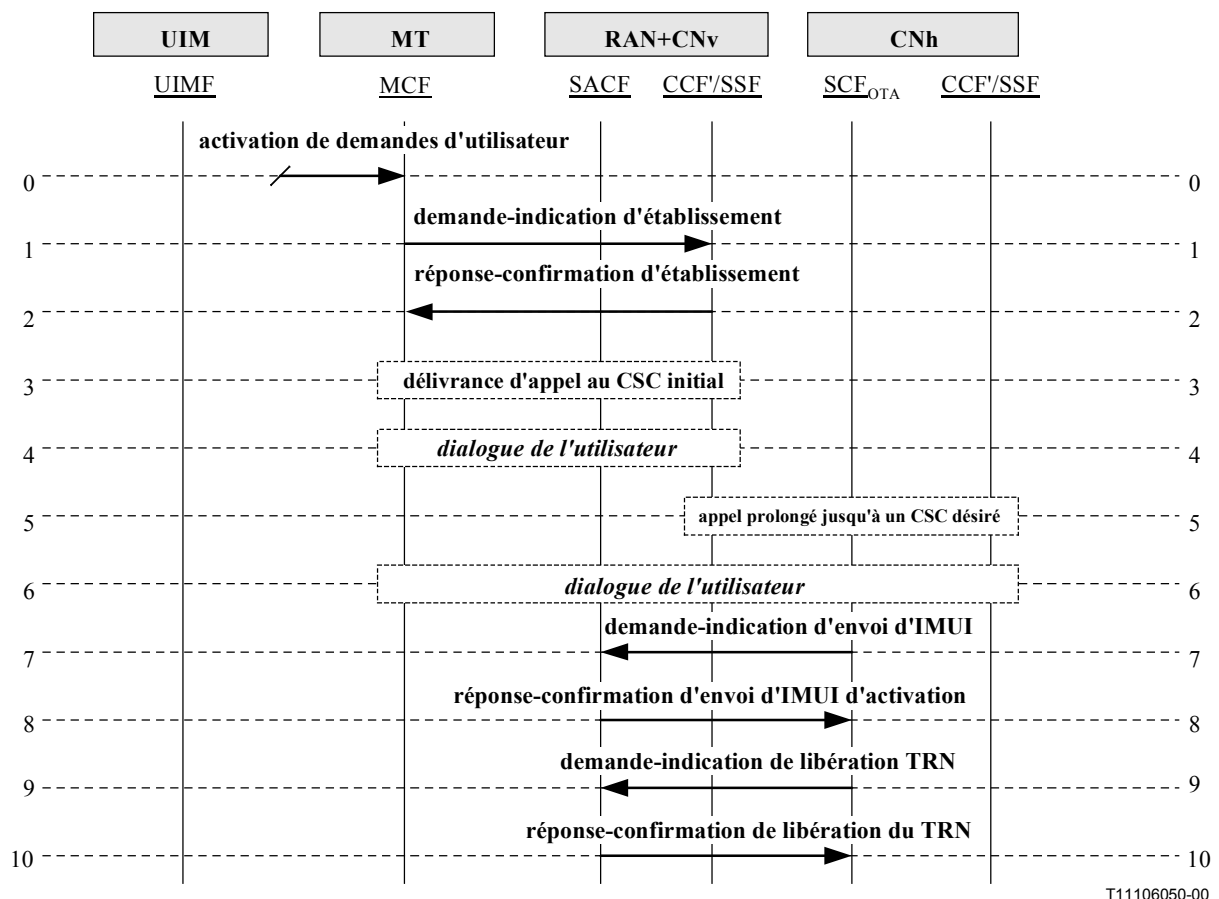 UIM MT RAN+CNv CNh
UIMF MCF SACF CCF'/SSF SCF OTA CCF'/SSF
activation de demandes d'utilisateur
0 0
demande-indication d'établissement
1 1
réponse-confirmation d'établissement
2 2
3 délivrance d'appel au CSC initial 3
4 dialogue de l'utilisateur 4
5 appel prolongé jusqu'à un CSC désiré 5
6 dialogue de l'utilisateur 6
demande-indication d'envoi d'IMUI
7 7
réponse-confirmation d'envoi d'IMUI d'activation
8 8
demande-indication de libération TRN
9 9
réponse-confirmation de libération du TRN
10 10
T11106050-00